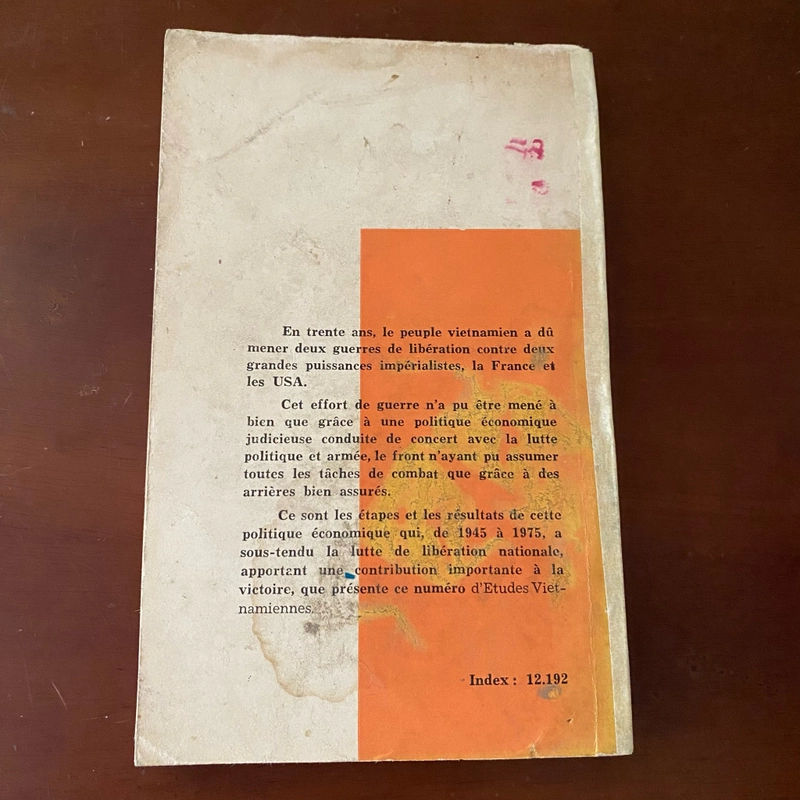 En trente ans, le peuple vietnamien a dû
mener deux guerres de libération contre deux
grandes puissances impérialistes, la France et
les USA.
Cet effort de guerre n'a pu être mené à
bien que grâce à une politique économique
judicieuse conduite de concert avec la lutte
politique et armée, le front n'ayant pu assumer
toutes les tâches de combat que grâce à des
arrières bien assurés.
Ce sont les étapes et les résultats de cette
politique économique qui, de 1945 à 1975, a
sous-tendu la lutte de libération nationale,
apportant une contribution importante à la
victoire, que présente ce numéro d'Etudes Viet-
namiennes.
Index : 12.192